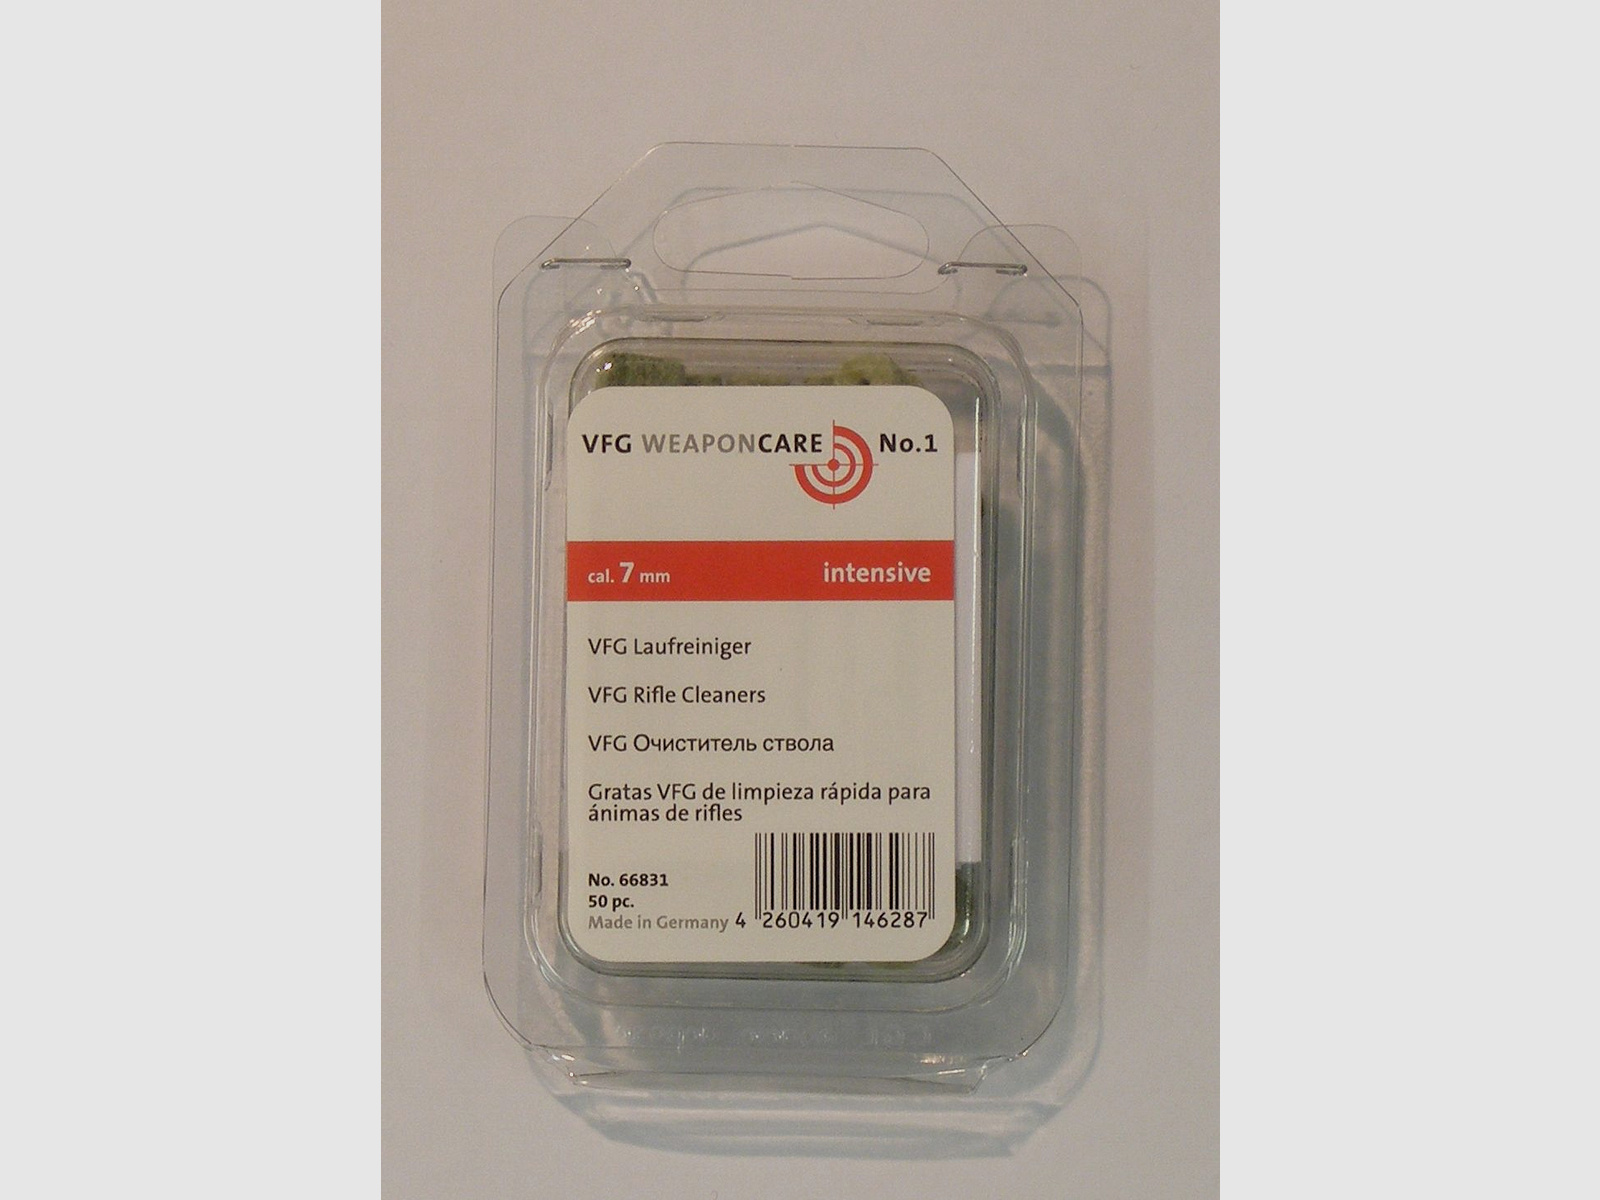 VFG WEAPONCARE No.1
cal. 7 mm intensive
VFG Laufreiniger
VFG Rifle Cleaners
VFG Очиститель ствола
Gratas VFG de limpieza rápida para
ánimas de rifles
No. 66831
50 pc.
Made in Germany 4 260419 146287